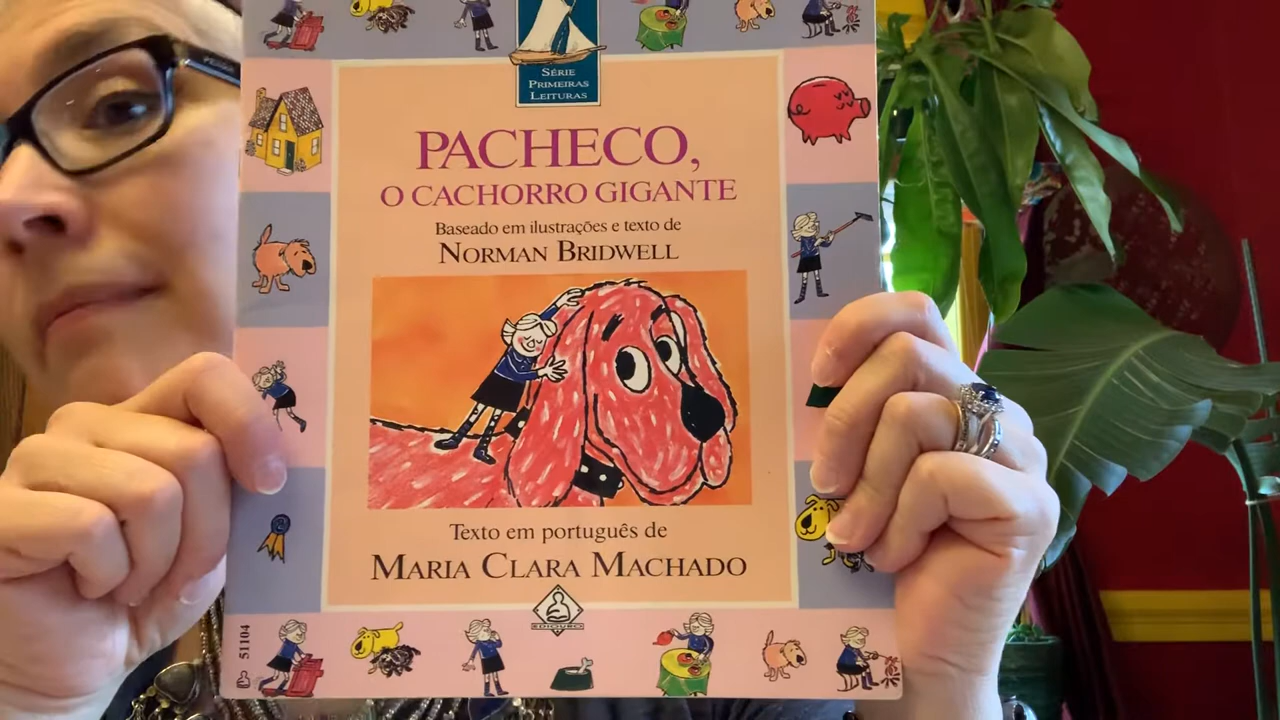 SÉRIE
PRIMEIRAS
LEITURAS
PACHECO,
O CACHORRO GIGANTE
Baseado em ilustrações e texto de
NORMAN BRIDWELL
Texto em português de
MARIA CLARA MACHADO
EDIOURO
51104